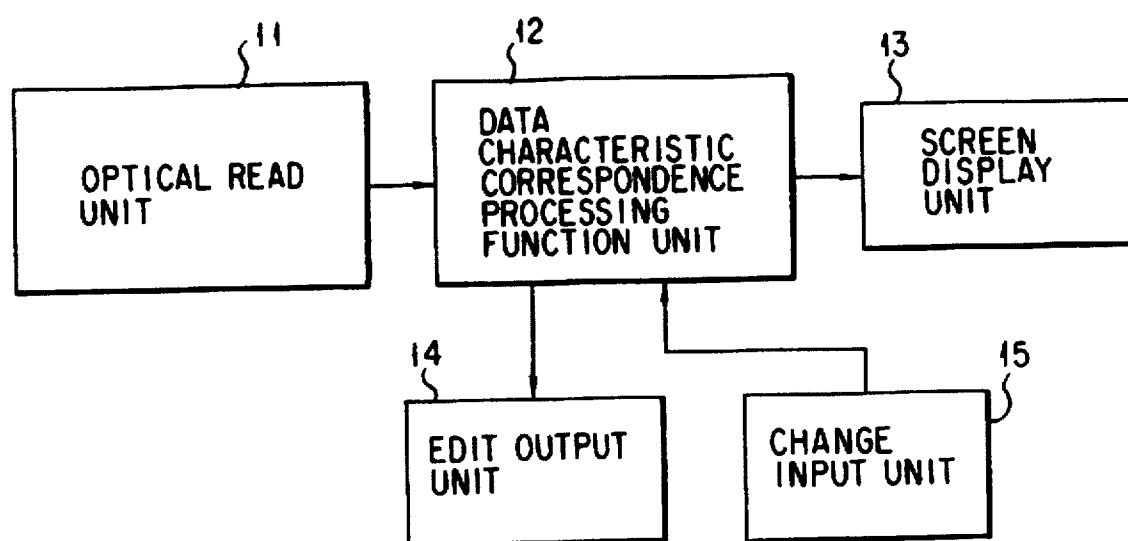 11
OPTICAL READ
UNIT
12
DATA
CHARACTERISTIC
CORRESPONDENCE
PROCESSING
FUNCTION UNIT
13
SCREEN
DISPLAY
UNIT
14
EDIT OUTPUT
UNIT
15
CHANGE
INPUT UNIT